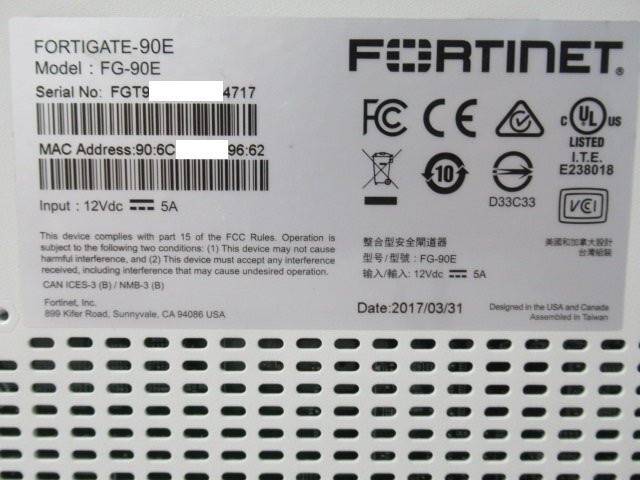 FORTIGATE-90E
Model : FG-90E
Serial No: FGT9 4717
MAC Address:90:6C 96:62
Input : 12Vdc 5A
This device complies with part 15 of the FCC Rules. Operation is
subject to the following two conditions: (1) This device may not cause
harmful interference, and (2) This device must accept any interference
received, including interference that may cause undesired operation.
CAN ICES-3 (B) / NMB-3 (B)
Fortinet, Inc.
899 Kifer Road, Sunnyvale, CA 94086 USA
FORTINET®
FC CE
C UL US
LISTED
I.T.E.
E238018
10
D33C33
VCI
整合型安全閘道器
型号/型號: FG-90E
输入/輸入: 12Vdc 5A
美國和加拿大設計
台灣組裝
Date:2017/03/31
Designed in the USA and Canada
Assembled in Taiwan